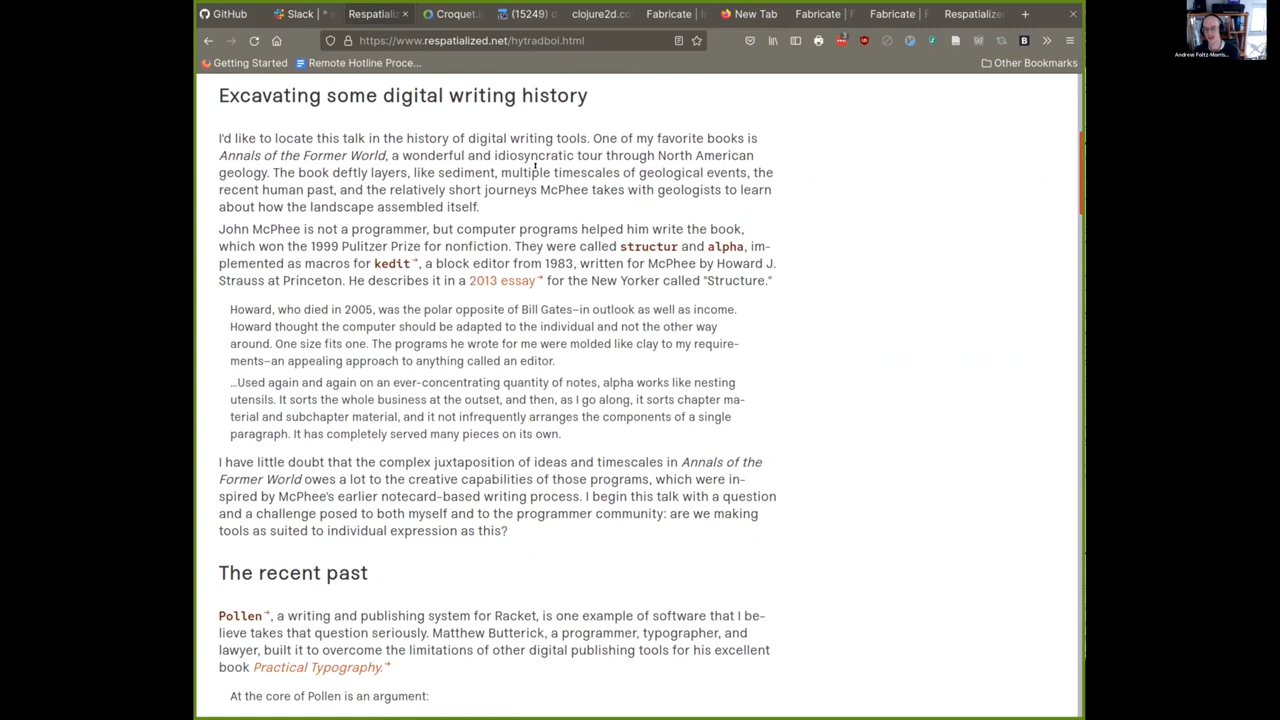 GitHub
Slack | *
Respatializ
Croquet.i
(15249)
clojure2d.co
Fabricate |
New Tab
Fabricate |
Fabricate |
Respatialize
https://www.respatialized.net/hytradboi.html
3
Getting Started
Remote Hotline Proce...
Other Bookmarks
Andrew Foltz-Morris...
Excavating some digital writing history
I'd like to locate this talk in the history of digital writing tools. One of my favorite books is
Annals of the Former World, a wonderful and idiosyncratic tour through North American
geology. The book deftly layers, like sediment, multiple timescales of geological events, the
recent human past, and the relatively short journeys McPhee takes with geologists to learn
about how the landscape assembled itself.
John McPhee is not a programmer, but computer programs helped him write the book,
which won the 1999 Pulitzer Prize for nonfiction. They were called structur and alpha, im-
plemented as macros for kedit→, a block editor from 1983, written for McPhee by Howard J.
Strauss at Princeton. He describes it in a 2013 essay→ for the New Yorker called "Structure."
Howard, who died in 2005, was the polar opposite of Bill Gates–in outlook as well as income.
Howard thought the computer should be adapted to the individual and not the other way
around. One size fits one. The programs he wrote for me were molded like clay to my require-
ments–an appealing approach to anything called an editor.
…Used again and again on an ever-concentrating quantity of notes, alpha works like nesting
utensils. It sorts the whole business at the outset, and then, as I go along, it sorts chapter ma-
terial and subchapter material, and it not infrequently arranges the components of a single
paragraph. It has completely served many pieces on its own.
I have little doubt that the complex juxtaposition of ideas and timescales in Annals of the
Former World owes a lot to the creative capabilities of those programs, which were in-
spired by McPhee's earlier notecard-based writing process. I begin this talk with a question
and a challenge posed to both myself and to the programmer community: are we making
tools as suited to individual expression as this?
The recent past
Pollen→, a writing and publishing system for Racket, is one example of software that I be-
lieve takes that question seriously. Matthew Butterick, a programmer, typographer, and
lawyer, built it to overcome the limitations of other digital publishing tools for his excellent
book Practical Typography.→
At the core of Pollen is an argument: